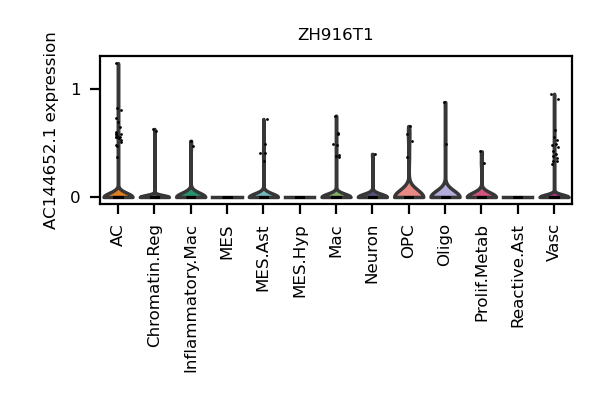 ZH916T1
AC144652.1 expression
1
0
AC
Chromatin.Reg
Inflammatory.Mac
MES
MES.Ast
MES.Hyp
Mac
Neuron
OPC
Oligo
Prolif.Metab
Reactive.Ast
Vasc